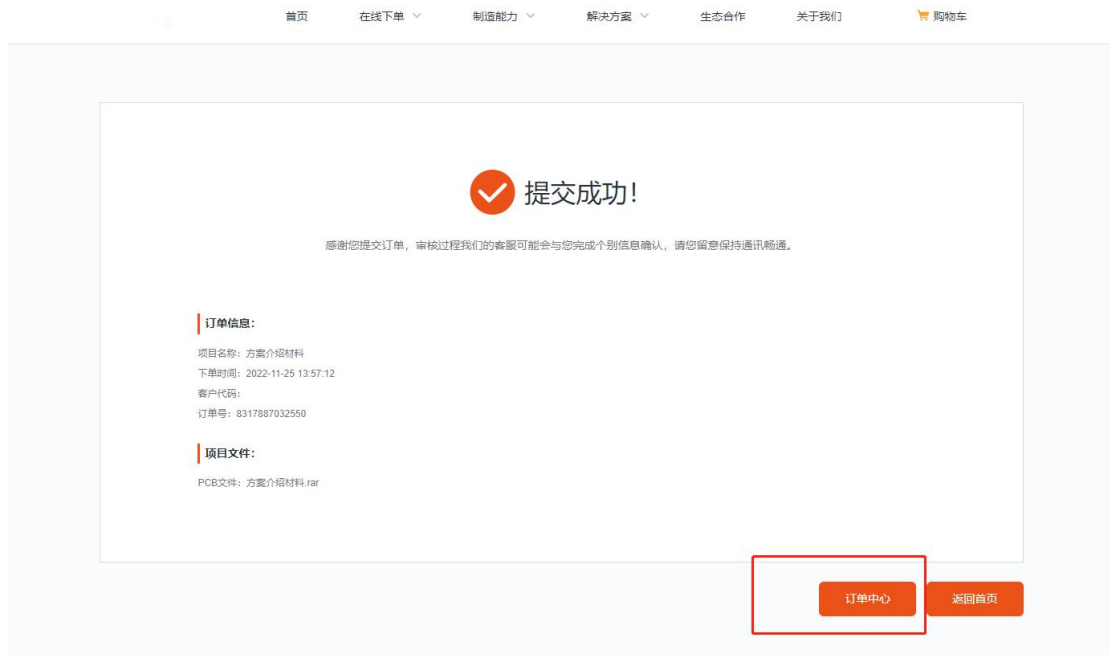 首页 在线下单 制造能力 解决方案 生态合作 关于我们 购物车
提交成功！
感谢您提交订单，审核过程我们的客服可能会与您完成个别信息确认，请您留意保持通讯畅通。
订单信息：
项目名称：方案介绍材料
下单时间：2022-11-25 13:57:12
客户代码：
订单号：8317887032550
项目文件：
PCB文件：方案介绍材料.rar
订单中心 返回首页